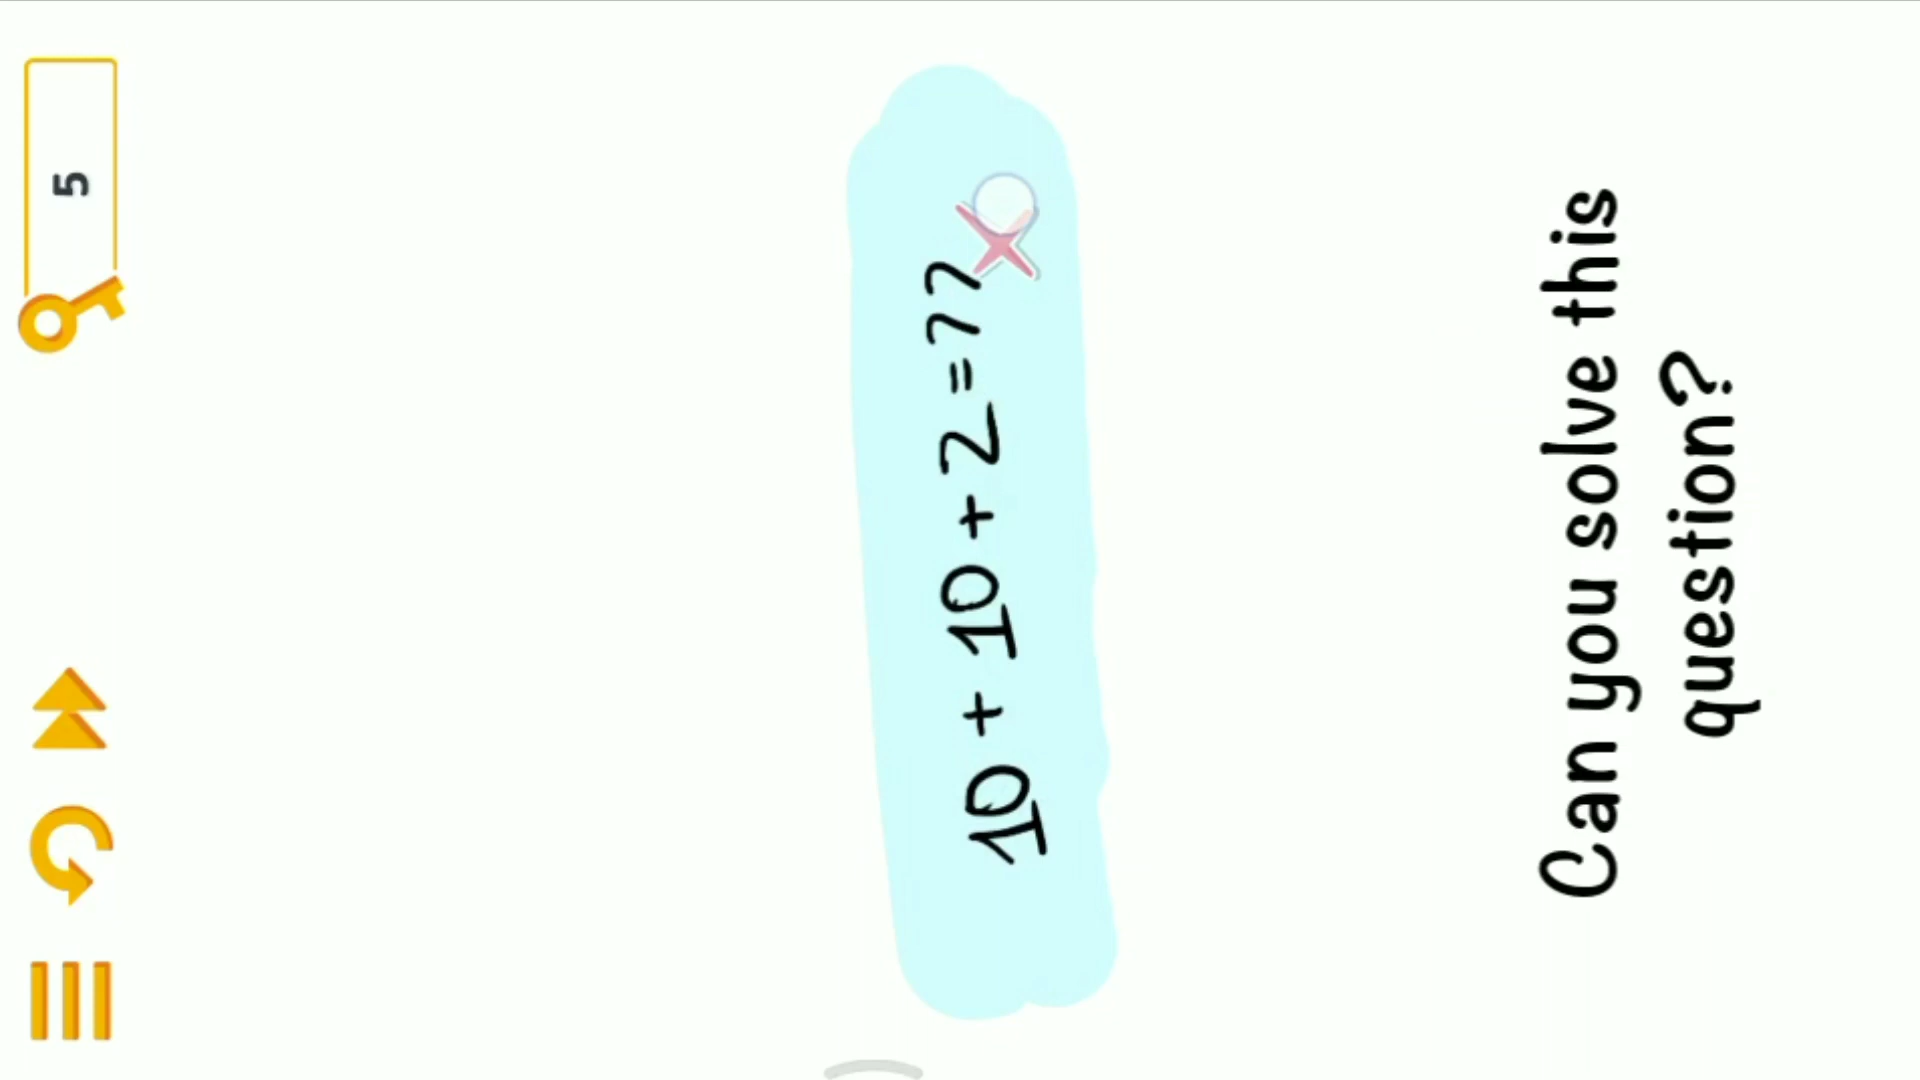 5
10 + 10 + 2 = ??
Can you solve this
question?